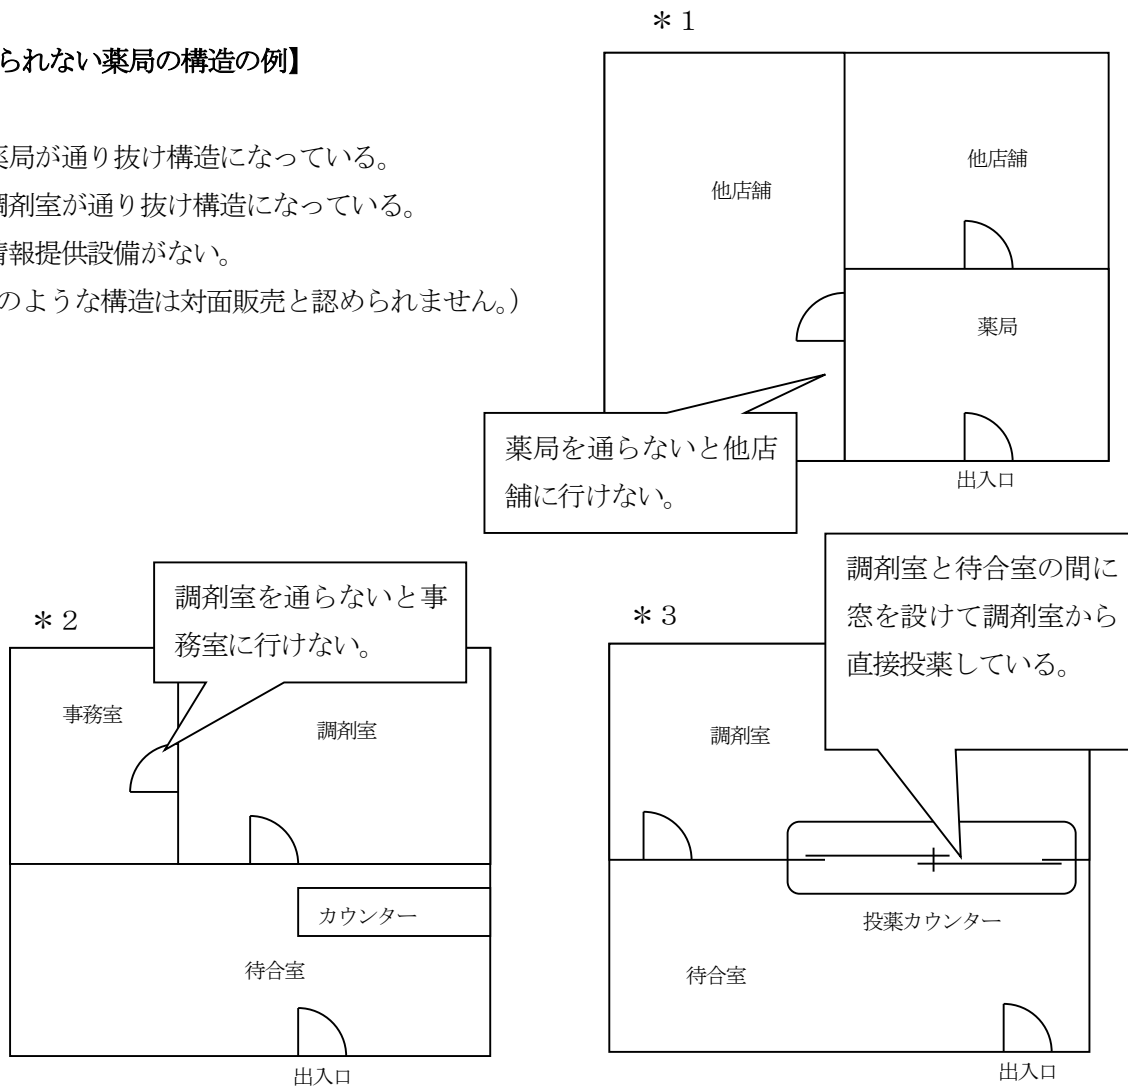 られない薬局の構造の例】
薬局が通り抜け構造になっている。
調剤室が通り抜け構造になっている。
情報提供設備がない。
のような構造は対面販売と認められません。）
＊１
他店舗
他店舗
薬局
薬局を通らないと他店
舗に行けない。
出入口
＊２
調剤室を通らないと事
務室に行けない。
事務室
調剤室
カウンター
待合室
出入口
＊３
調剤室と待合室の間に
窓を設けて調剤室から
直接投薬している。
調剤室
投薬カウンター
待合室
出入口